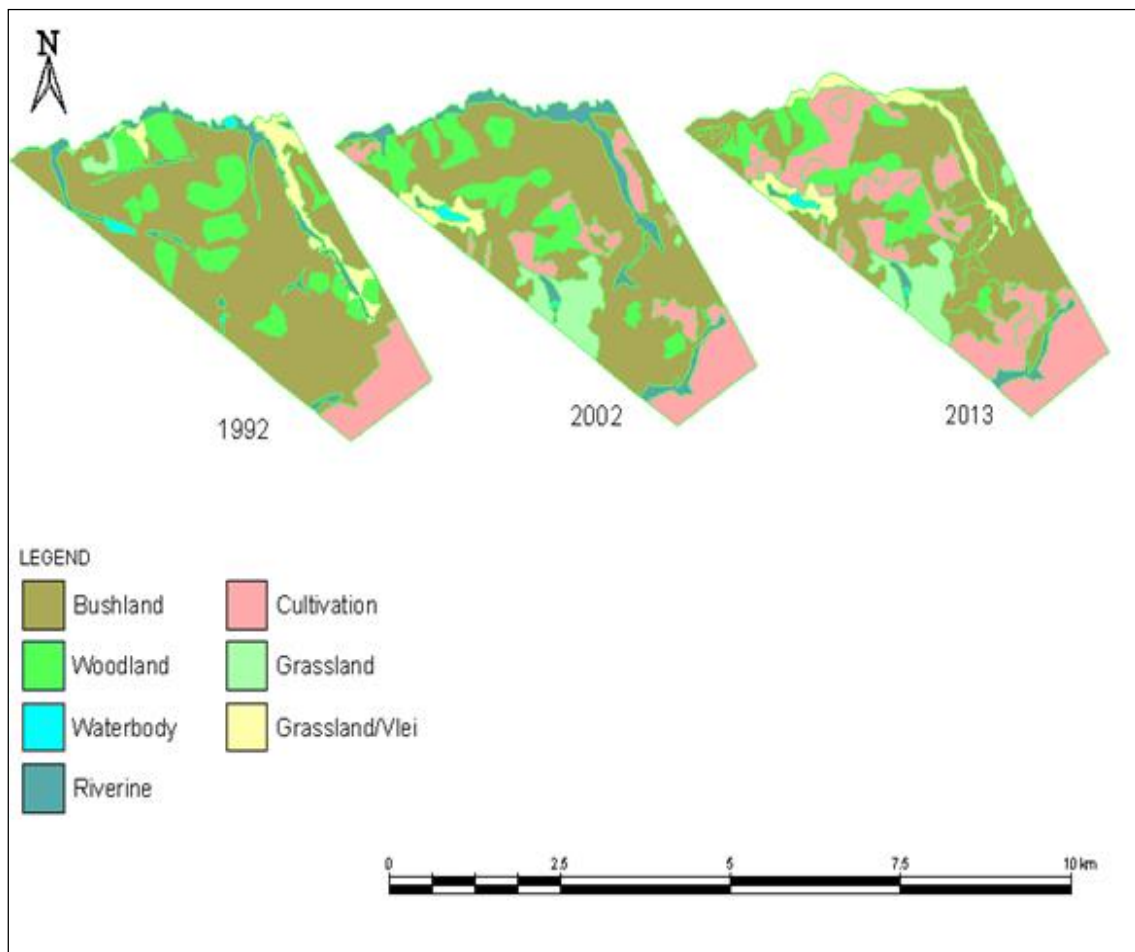 N
1992
2002
2013
LEGEND
Bushland
Cultivation
Woodland
Grassland
Waterbody
Grassland/Vlei
Riverine
0 2.5 5 7.5 10 km